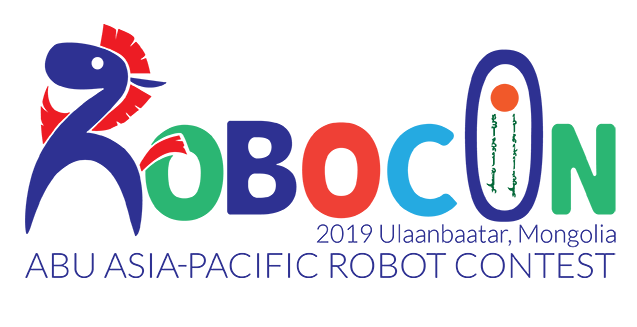 ROBOCON
2019 Ulaanbaatar, Mongolia
ABU ASIA-PACIFIC ROBOT CONTEST